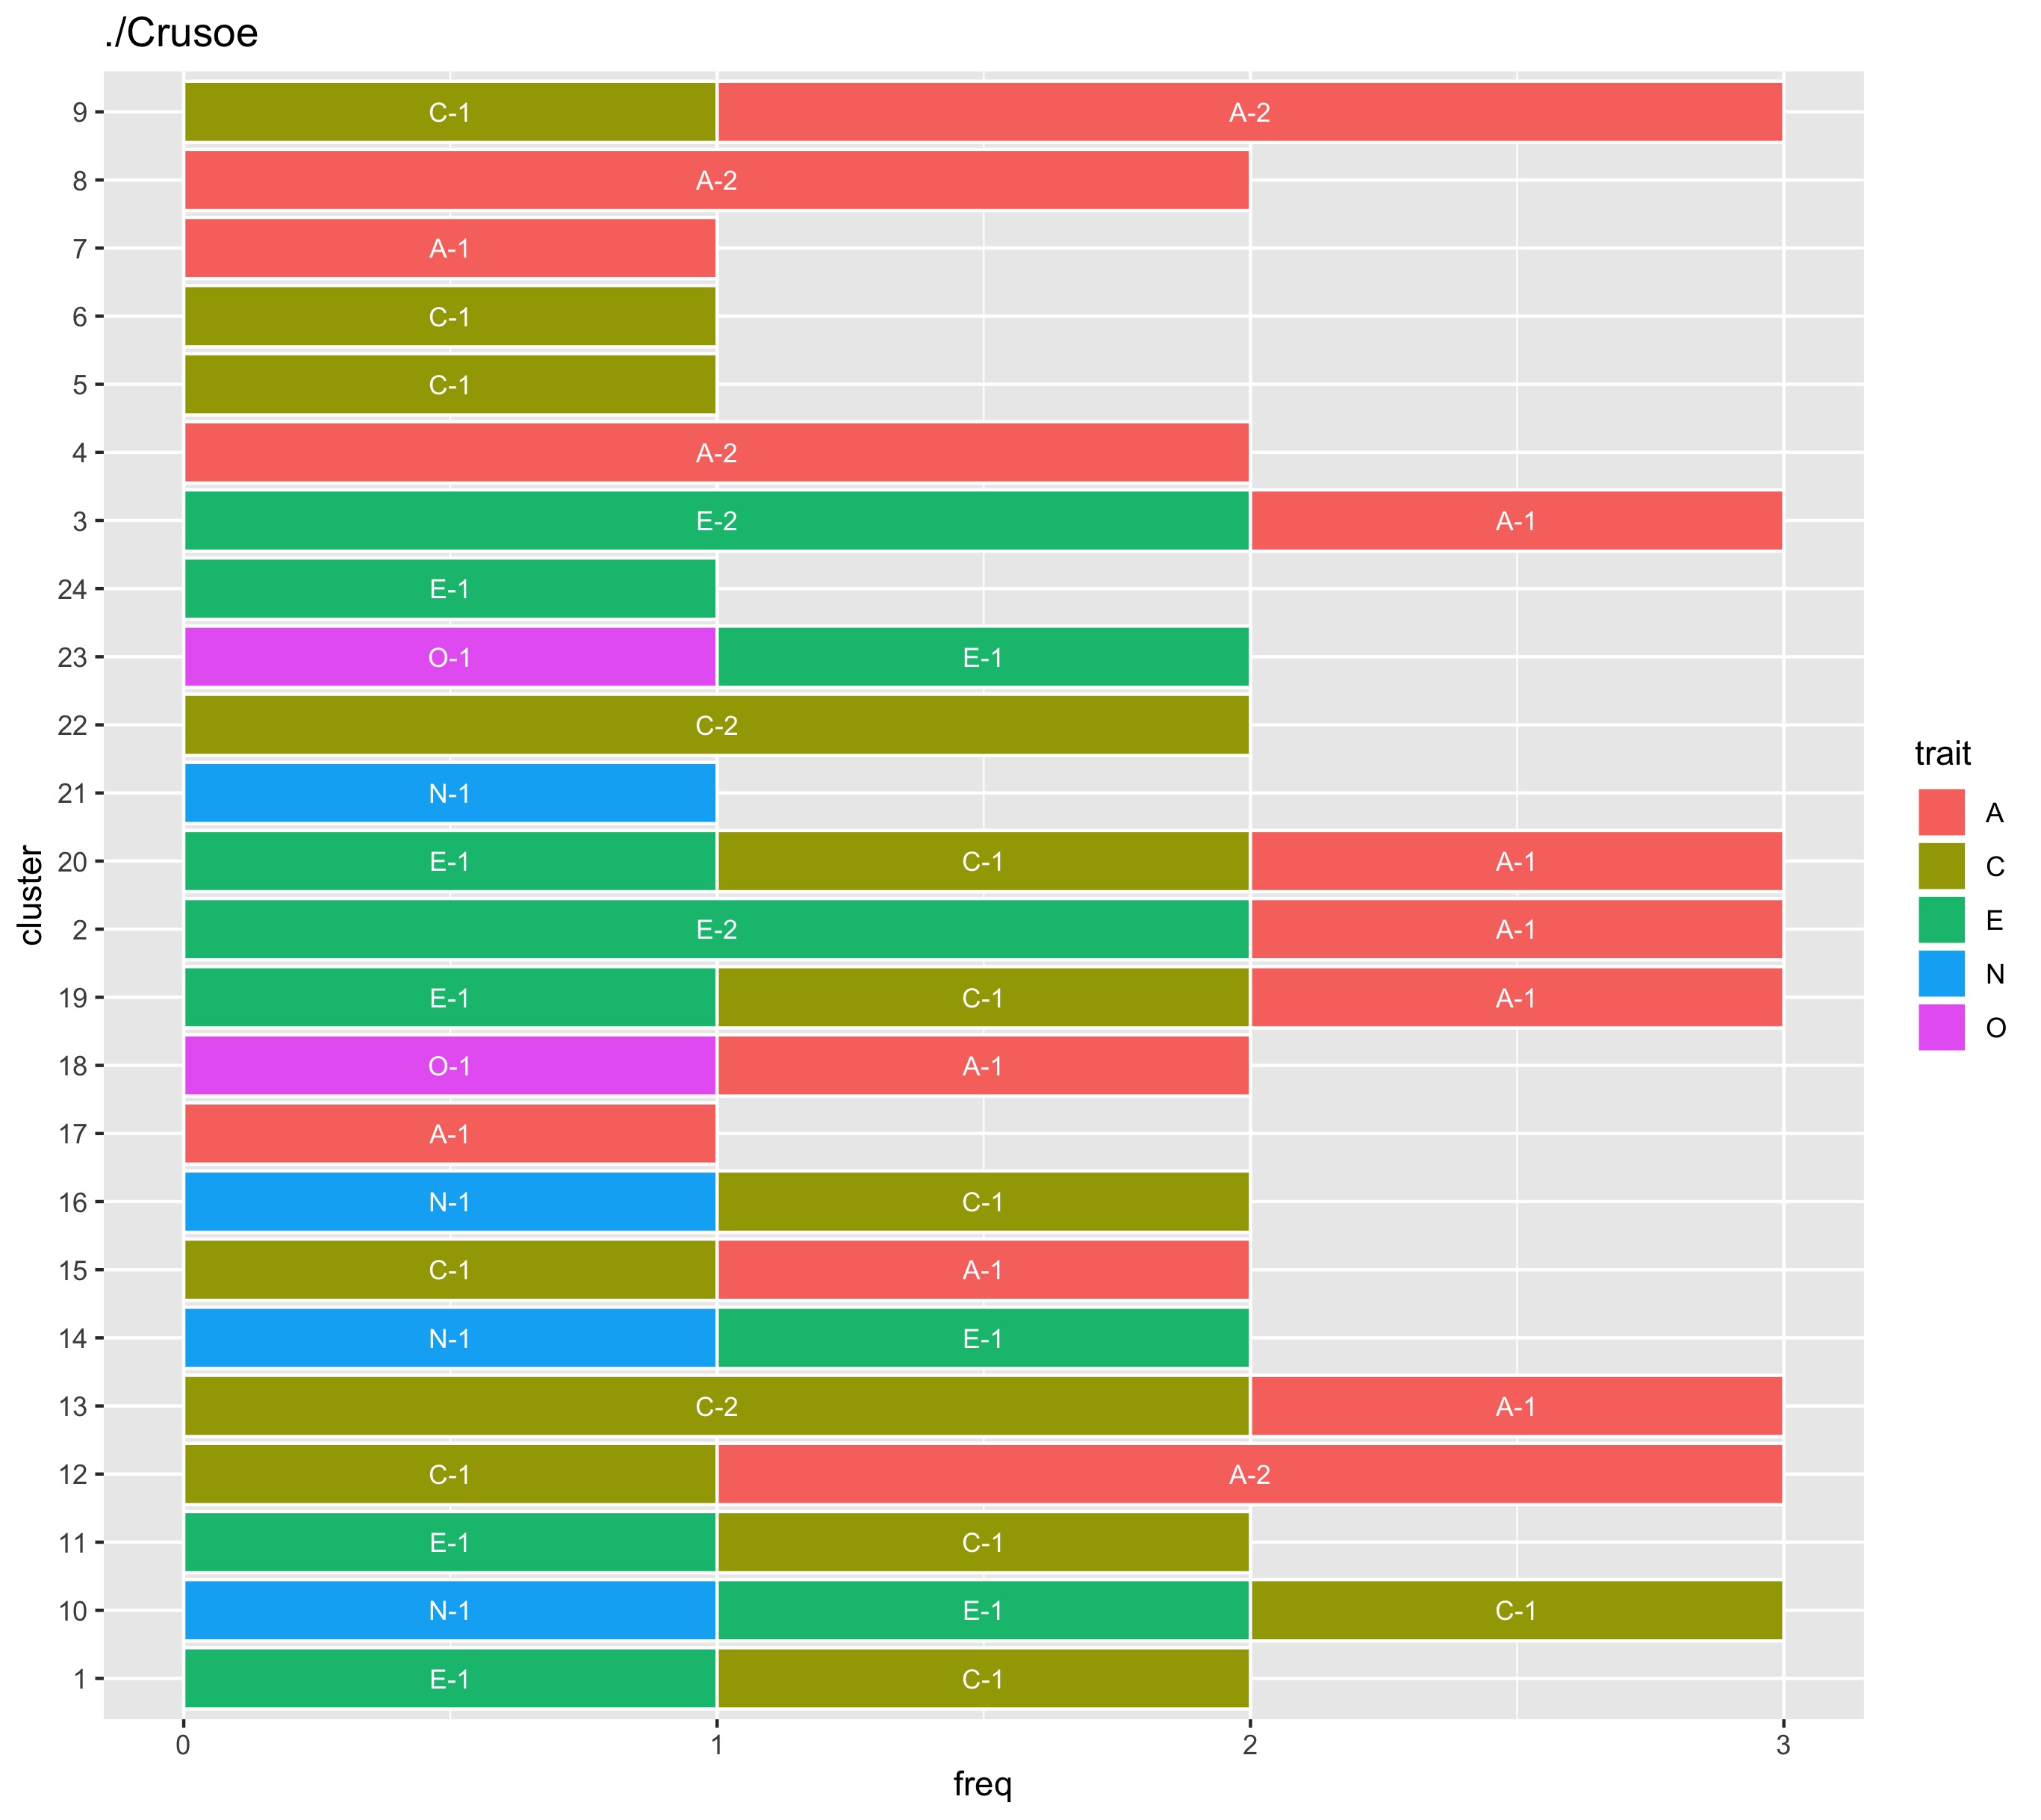 ./Crusoe
9 C-1 A-2
8 A-2
7 A-1
6 C-1
5 C-1
4 A-2
3 E-2 A-1
24 E-1
23 O-1 E-1
22 C-2
21 N-1
20 E-1 C-1 A-1
2 E-2 A-1
19 E-1 C-1 A-1
18 O-1 A-1
17 A-1
16 N-1 C-1
15 C-1 A-1
14 N-1 E-1
13 C-2 A-1
12 C-1 A-2
11 E-1 C-1
10 N-1 E-1 C-1
1 E-1 C-1
0 1 2 3
freq
cluster
trait
A
C
E
N
O